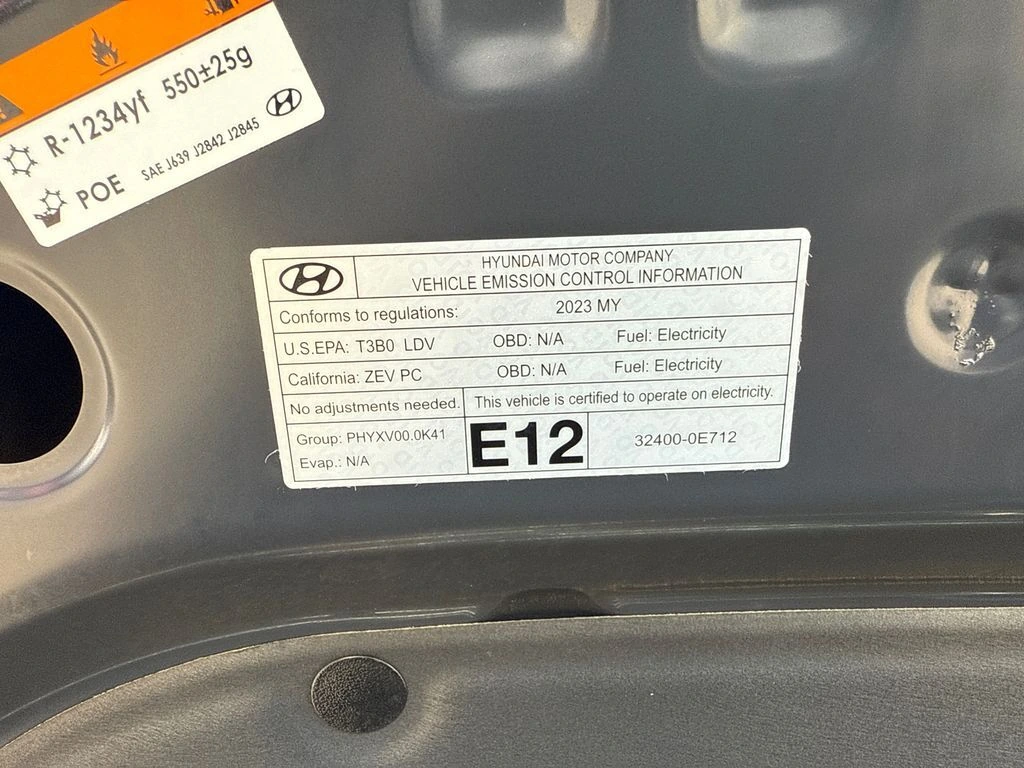 R-1234yf 550±25g
POE SAE J639 J2842 J2845
HYUNDAI MOTOR COMPANY
VEHICLE EMISSION CONTROL INFORMATION
Conforms to regulations: 2023 MY
U.S.EPA: T3B0 LDV OBD: N/A Fuel: Electricity
California: ZEV PC OBD: N/A Fuel: Electricity
No adjustments needed. This vehicle is certified to operate on electricity.
Group: PHYXV00.0K41
Evap.: N/A
E12
32400-0E712